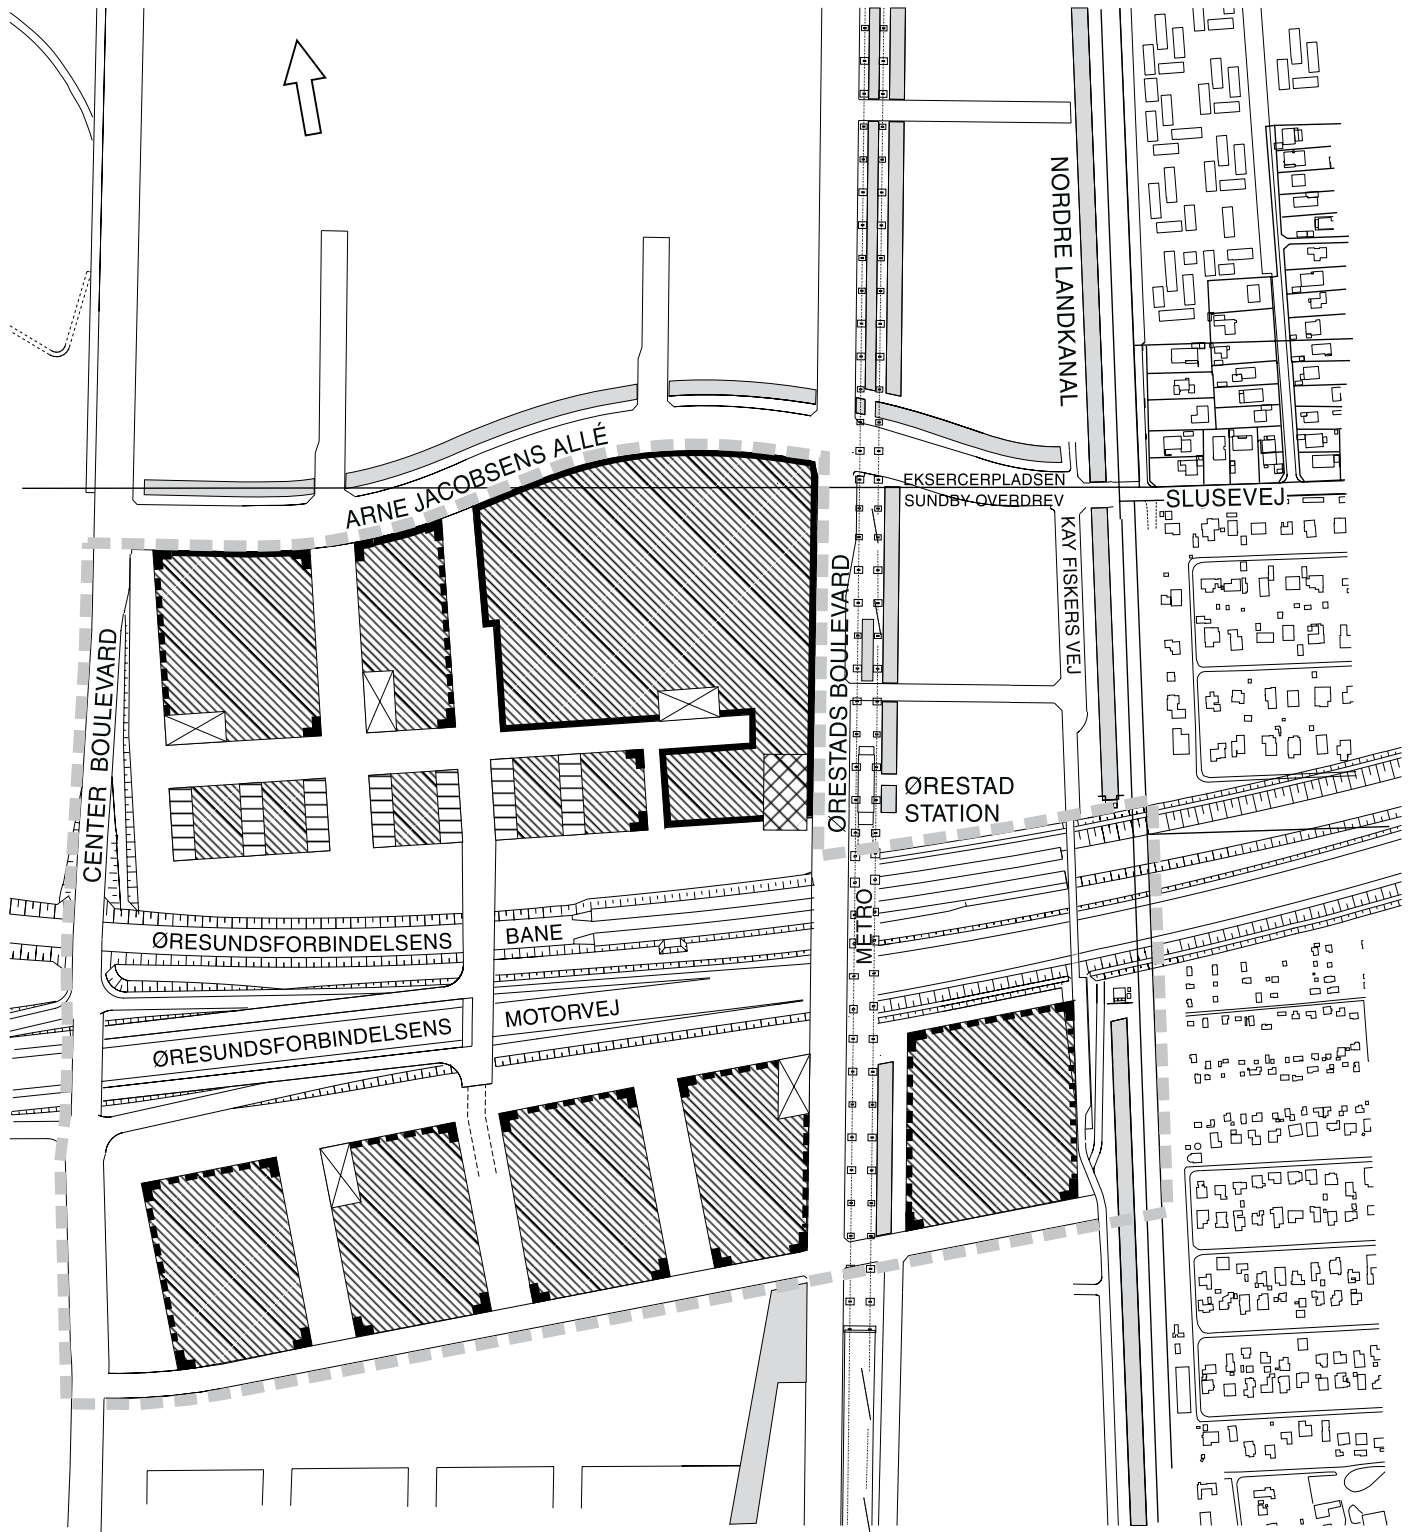 NORDRE LANDKANAL
ARNE JACOBSENS ALLÉ
EKSERCERPLADSEN
SUNDBY OVERDREV
SLUSEVEJ
KAY FISKERS VEJ
ØRESTADS BOULEVARD
CENTER BOULEVARD
ØRESTAD
STATION
METRO
ØRESUNDSFORBINDELSENS BANE
ØRESUNDSFORBINDELSENS MOTORVEJ